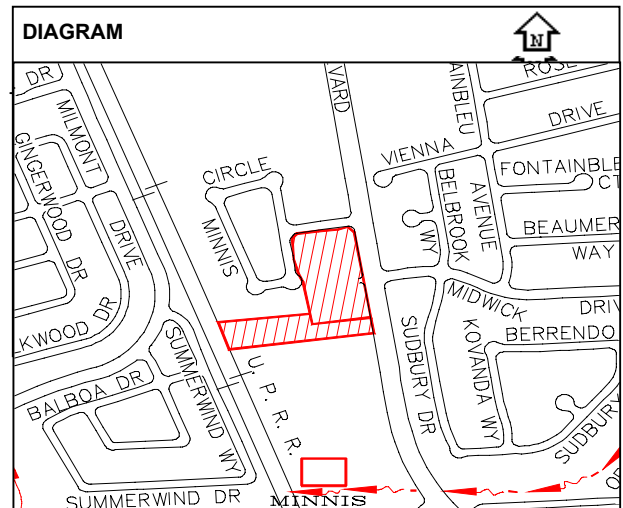 DIAGRAM
N
DR
MILMONT
DRIVE
GINGERWOOD DR
LKWOOD DR
BALBOA DR
SUMMERWIND WY
SUMMERWIND DR
CIRCLE
MINNIS
U. P. R. R.
MINNIS
VARD
AINBLEU
AVENUE
ROSE
DRIVE
VIENNA
WY
BELBROOK
FONTAINBLE
CT
BEAUMER
WAY
MIDWICK
DRIV
BERRENDO
SUDBURY DR
KOVANDA WY
SUDBURY